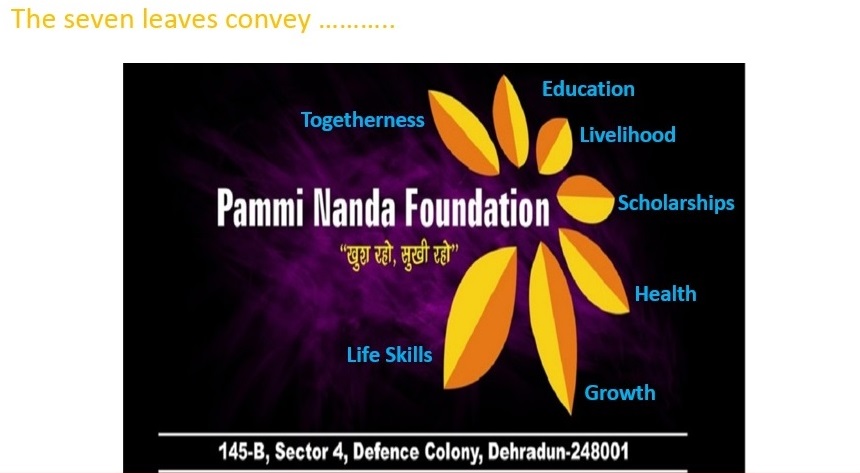 The seven leaves convey ………..
Education
Togetherness
Livelihood
Pammi Nanda Foundation
Scholarships
“खुश रहो, सुखी रहो”
Health
Life Skills
Growth
145-B, Sector 4, Defence Colony, Dehradun-248001